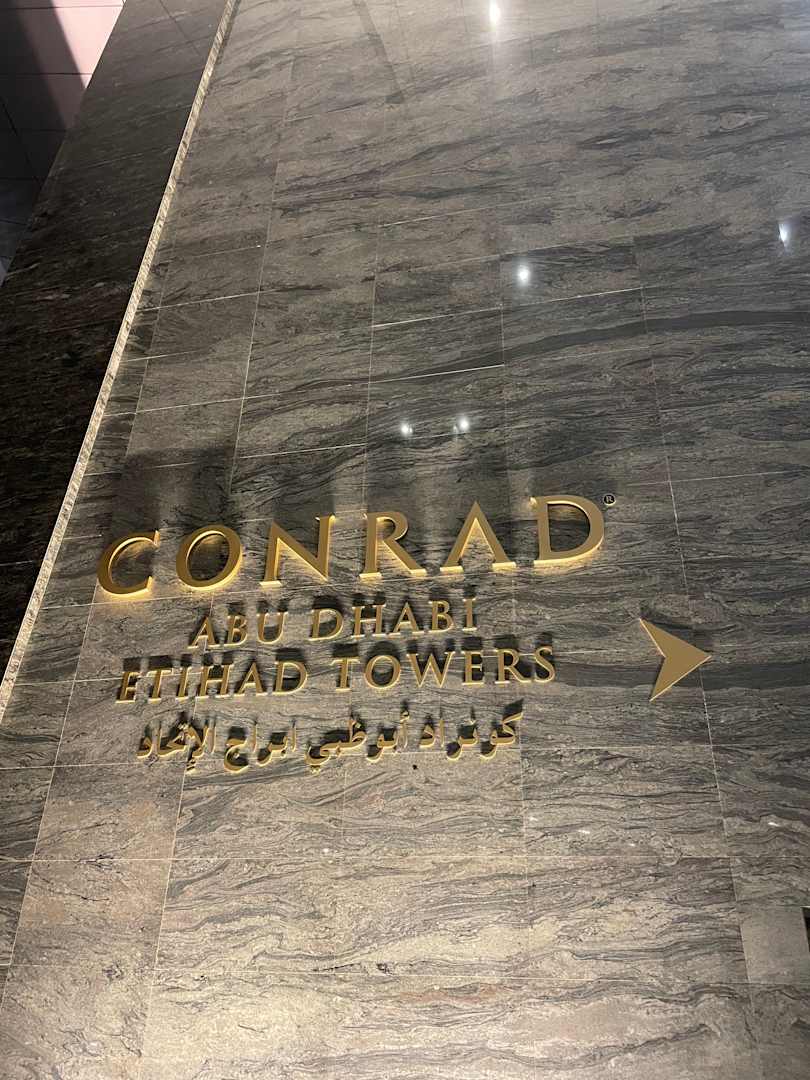 CONRAD®
ABU DHABI
ETIHAD TOWERS
كونراد أبوظبي ابراج الإتحاد